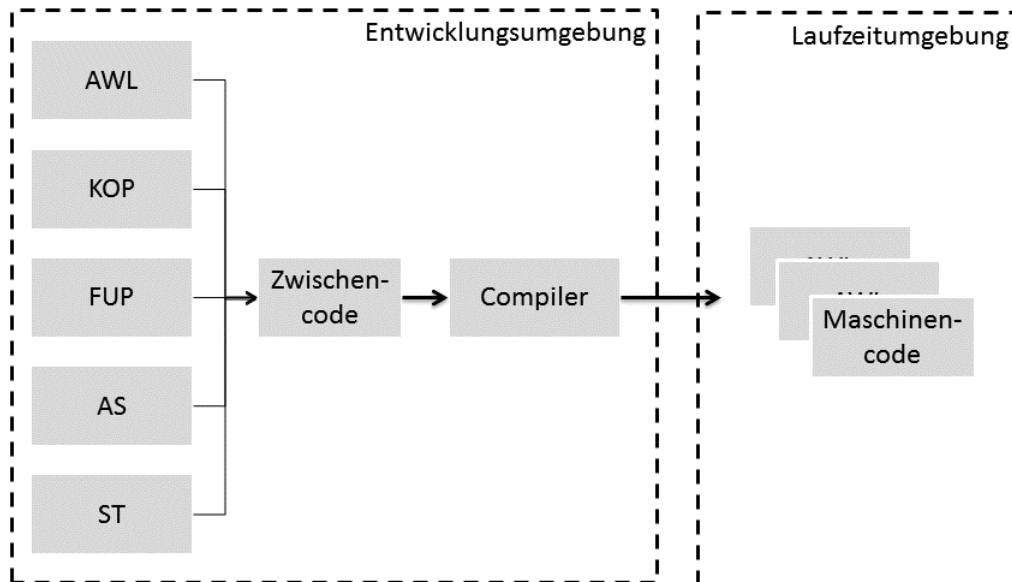 Entwicklungsumgebung
Laufzeitumgebung
AWL
KOP
FUP
AS
ST
Zwischen-
code
Compiler
Maschinen-
code